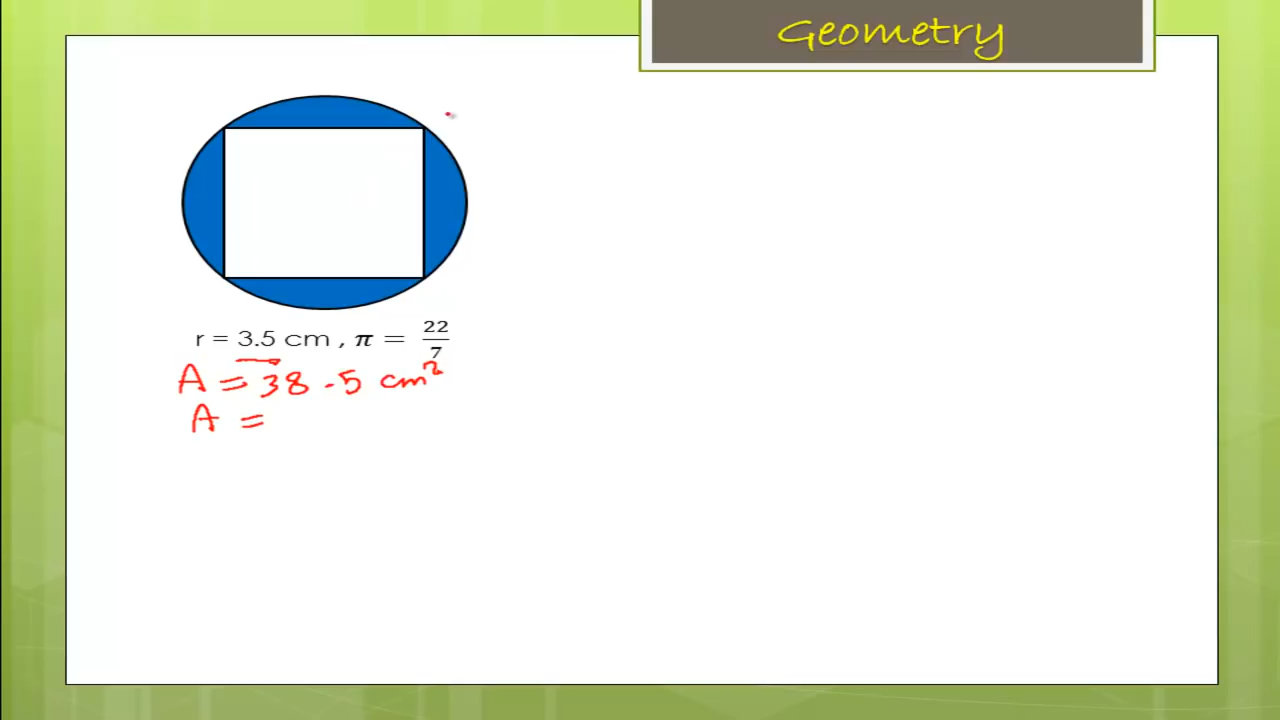 Geometry
r = 3.5 cm , π = 22/7
A = 38.5 cm²
A =